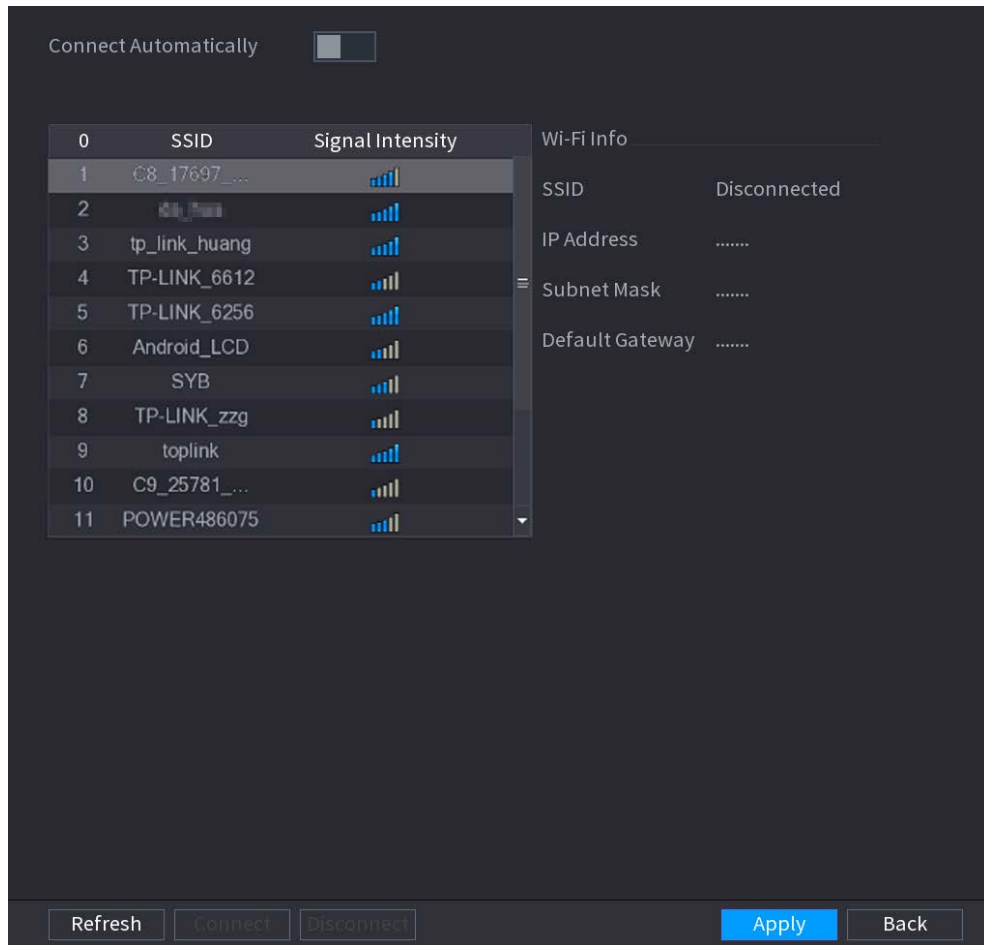 Connect Automatically
0 SSID Signal Intensity
1 C8_17697_...
2
3 tp_link_huang
4 TP-LINK_6612
5 TP-LINK_6256
6 Android_LCD
7 SYB
8 TP-LINK_zzg
9 toplink
10 C9_25781_...
11 POWER486075
Wi-Fi Info
SSID Disconnected
IP Address .......
Subnet Mask .......
Default Gateway .......
Refresh Connect Disconnect Apply Back